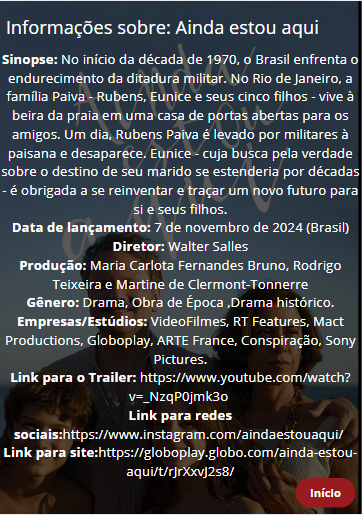 Informações sobre: Ainda estou aqui
Sinopse: No início da década de 1970, o Brasil enfrenta o
endurecimento da ditadura militar. No Rio de Janeiro, a
família Paiva - Rubens, Eunice e seus cinco filhos - vive à
beira da praia em uma casa de portas abertas para os
amigos. Um dia, Rubens Paiva é levado por militares à
paisana e desaparece. Eunice - cuja busca pela verdade
sobre o destino de seu marido se estenderia por décadas
- é obrigada a se reinventar e traçar um novo futuro para
si e seus filhos.
Data de lançamento: 7 de novembro de 2024 (Brasil)
Diretor: Walter Salles
Produção: Maria Carlota Fernandes Bruno, Rodrigo
Teixeira e Martine de Clermont-Tonnerre
Gênero: Drama, Obra de Época ,Drama histórico.
Empresas/Estúdios: VideoFilmes, RT Features, Mact
Productions, Globoplay, ARTE France, Conspiração, Sony
Pictures.
Link para o Trailer: https://www.youtube.com/watch?
v=_NzqP0jmk3o
Link para redes
sociais:https://www.instagram.com/aindaestouaqui/
Link para site:https://globoplay.globo.com/ainda-estou-
aqui/t/rJrXxvJ2s8/
Início
ainda
estou
aqui